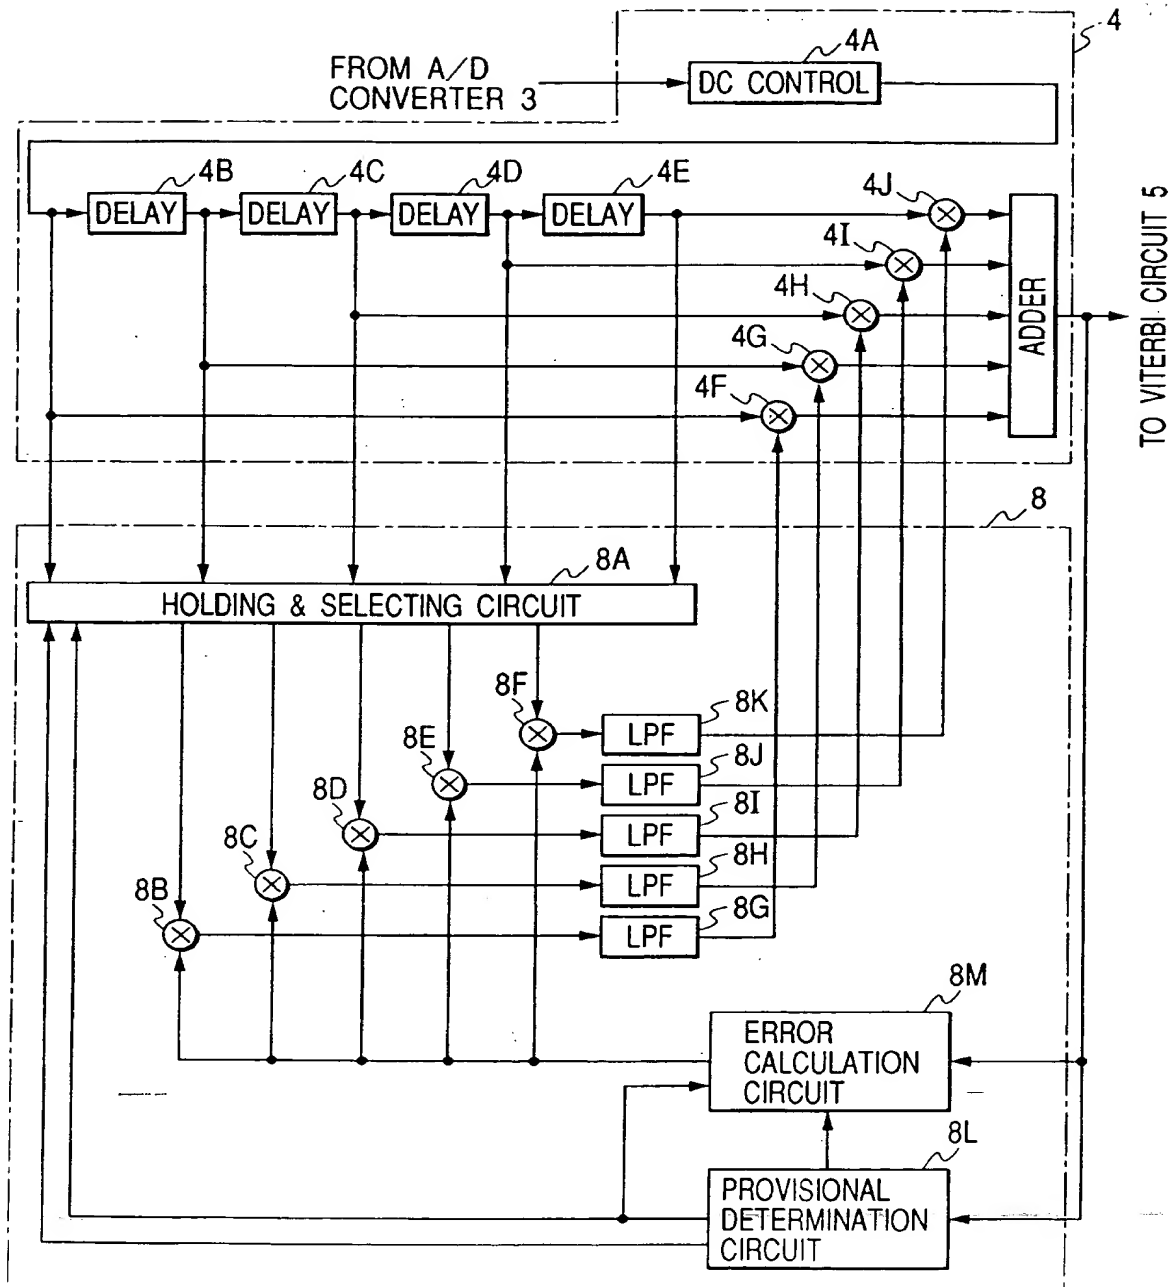 4
4A
FROM A/D
CONVERTER 3
DC CONTROL
4B
4C
4D
4E
4J
DELAY
DELAY
DELAY
DELAY
4I
4H
4G
4F
ADDER
TO VITERBI CIRCUIT 5
8
8A
HOLDING & SELECTING CIRCUIT
8F
8K
LPF
8E
8J
LPF
8D
8I
LPF
8C
8H
LPF
8B
8G
LPF
8M
ERROR
CALCULATION
CIRCUIT
8L
PROVISIONAL
DETERMINATION
CIRCUIT